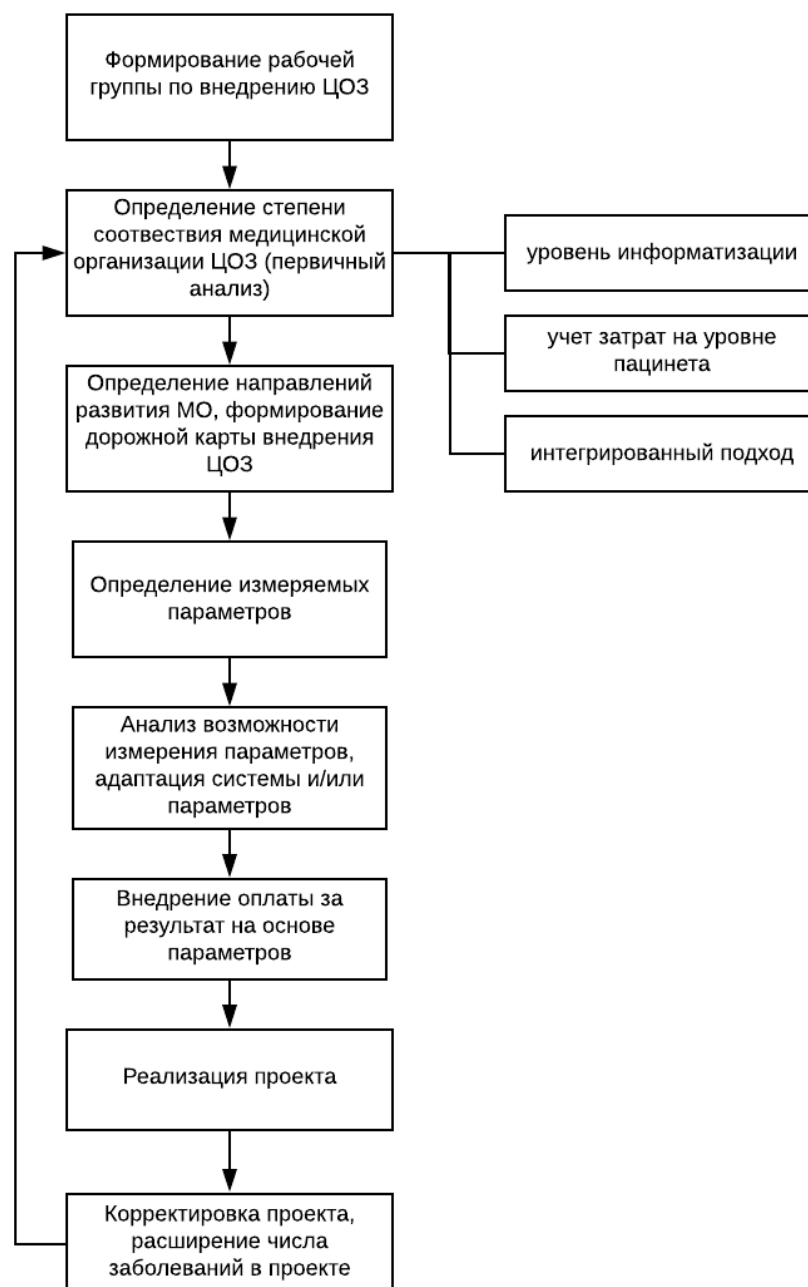 Формирование рабочей
группы по внедрению ЦОЗ
Определение степени
соотвествия медицинской
организации ЦОЗ (первичный
анализ)
уровень информатизации
учет затрат на уровне
пацинета
интегрированный подход
Определение направлений
развития МО, формирование
дорожной карты внедрения
ЦОЗ
Определение измеряемых
параметров
Анализ возможности
измерения параметров,
адаптация системы и/или
параметров
Внедрение оплаты за
результат на основе
параметров
Реализация проекта
Корректировка проекта,
расширение числа
заболеваний в проекте